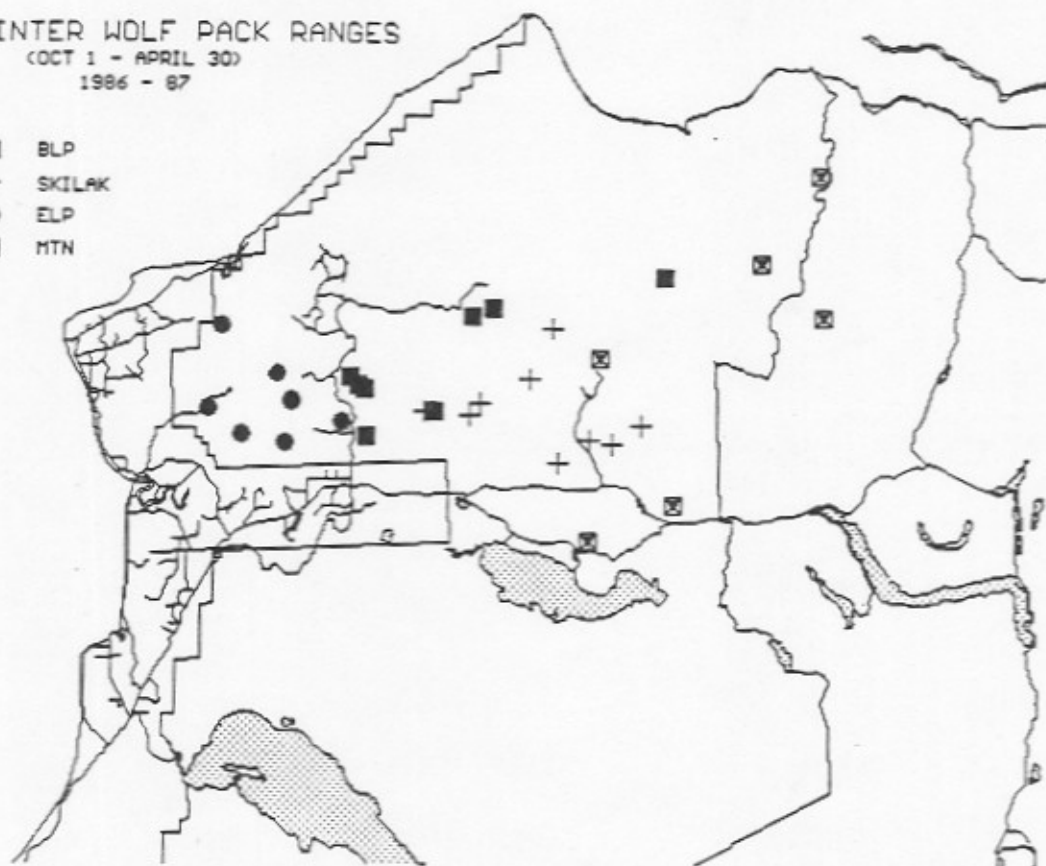 INTER WOLF PACK RANGES
(OCT 1 - APRIL 30)
1986 - 87
BLP
SKILAK
ELP
MTN